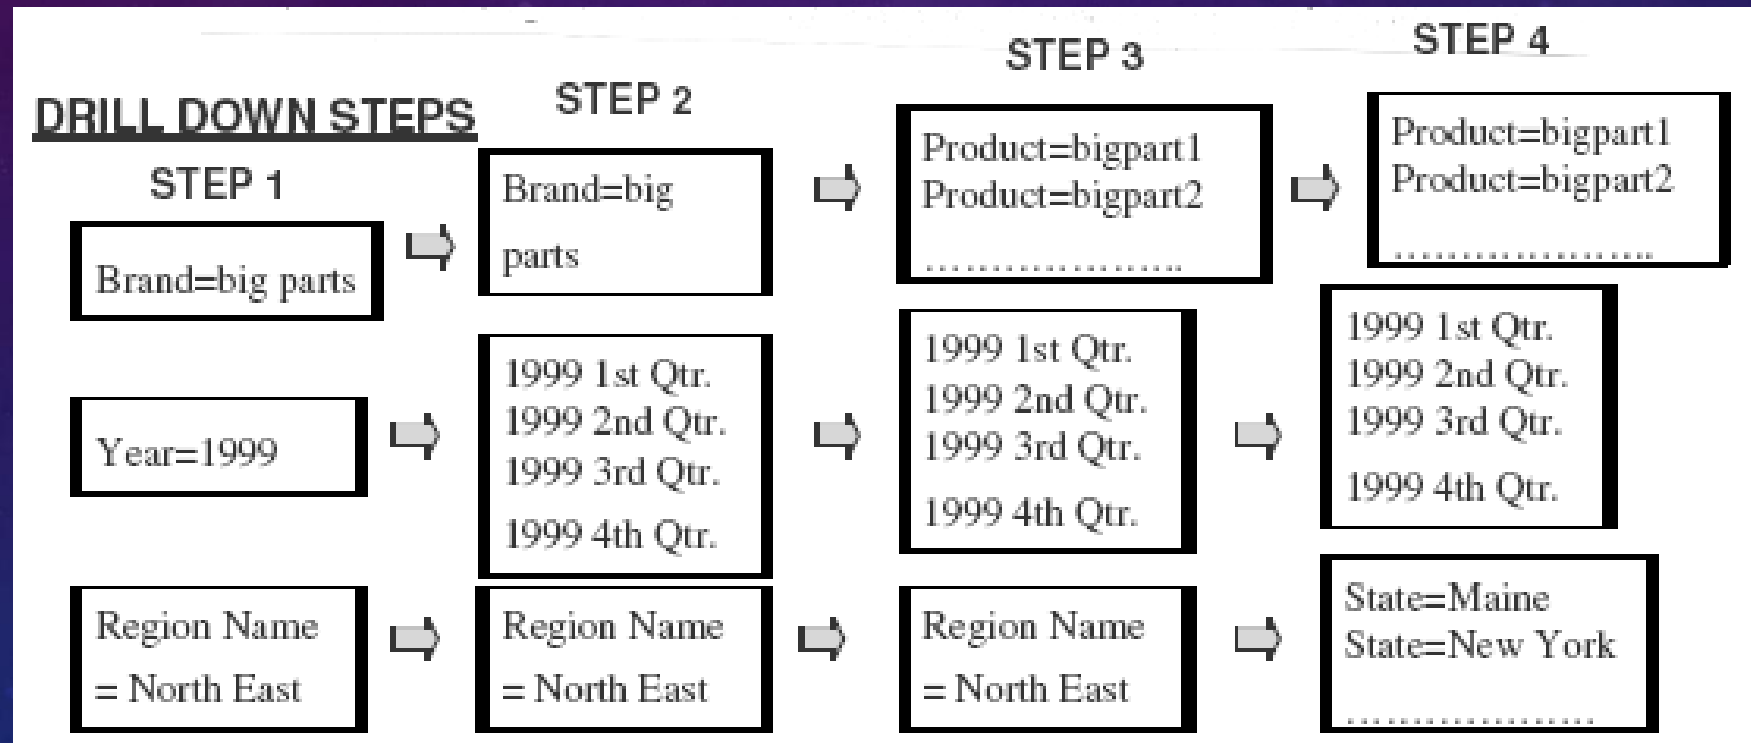 DRILL DOWN STEPS
STEP 1
Brand=big parts
Year=1999
Region Name
= North East
STEP 2
Brand=big
parts
1999 1st Qtr.
1999 2nd Qtr.
1999 3rd Qtr.
1999 4th Qtr.
Region Name
= North East
STEP 3
Product=bigpart1
Product=bigpart2
....................
1999 1st Qtr.
1999 2nd Qtr.
1999 3rd Qtr.
1999 4th Qtr.
Region Name
= North East
STEP 4
Product=bigpart1
Product=bigpart2
....................
1999 1st Qtr.
1999 2nd Qtr.
1999 3rd Qtr.
1999 4th Qtr.
State=Maine
State=New York
...................